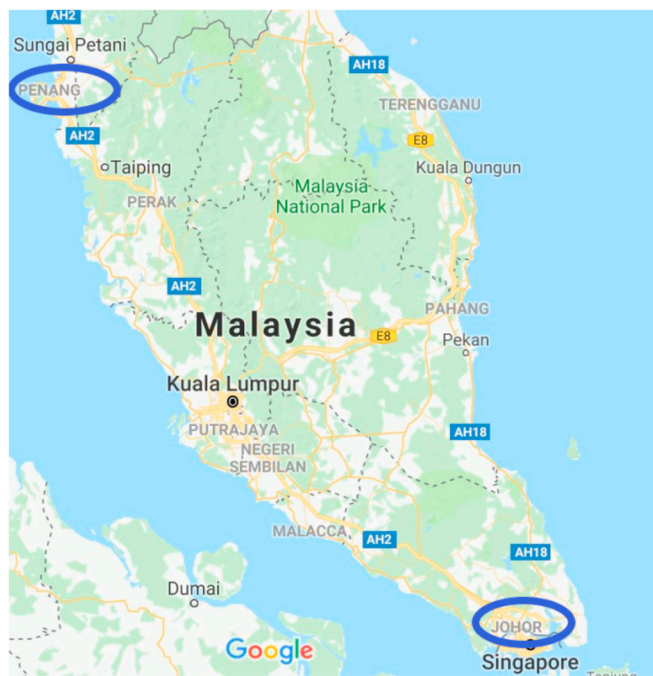 AH2
Sungai Petani
PENANG
AH2
Taiping
PERAK
AH18
TERENGGANU
E8
Kuala Dungun
Malaysia
National Park
AH2
PAHANG
Malaysia
E8
Pekan
Kuala Lumpur
PUTRAJAYA
NEGERI
SEMBILAN
AH18
MALACCA
AH2
AH18
Dumai
JOHOR
Google
Singapore